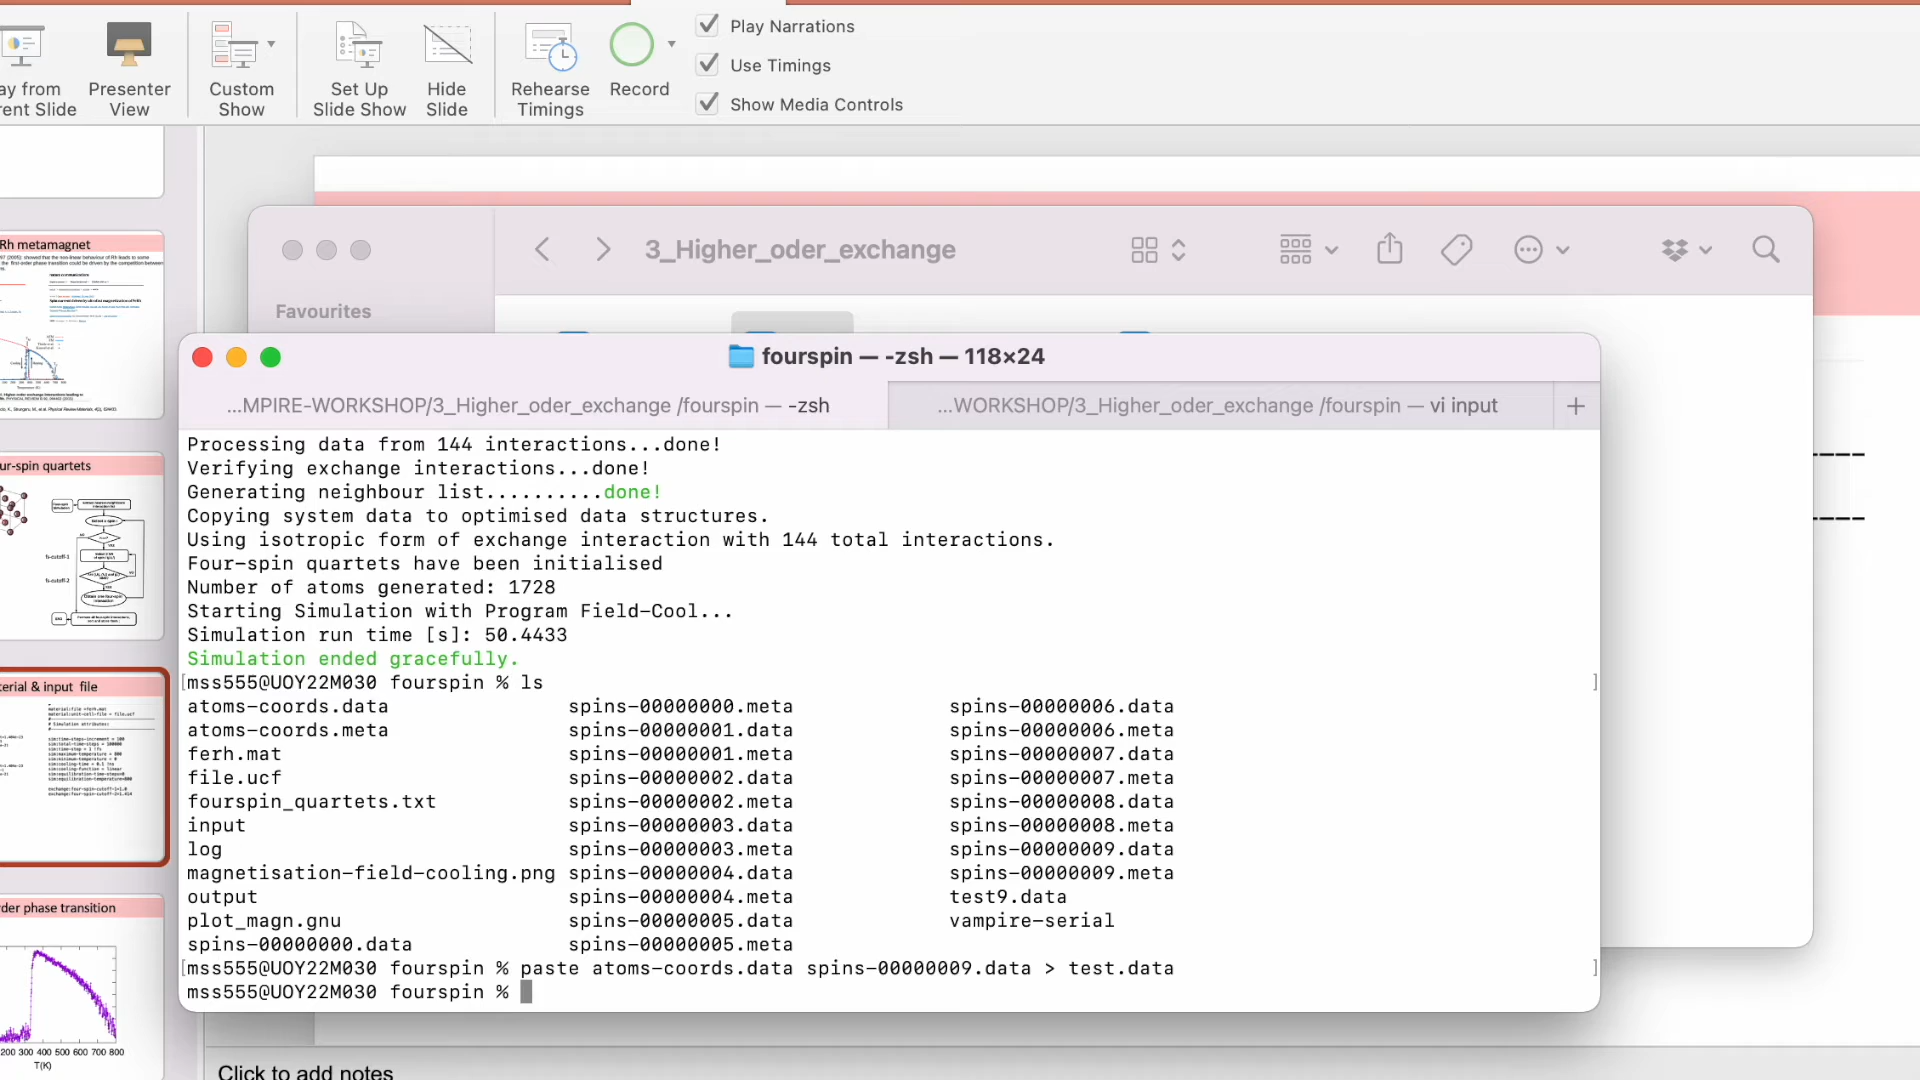 Play Narrations
Use Timings
Show Media Controls
ay from
ent Slide
Presenter
View
Custom
Show
Set Up
Slide Show
Hide
Slide
Rehearse
Timings
Record
Rh metamagnet
3_Higher_oder_exchange
Favourites
fourspin — -zsh — 118×24
...MPIRE-WORKSHOP/3_Higher_oder_exchange /fourspin — -zsh
...WORKSHOP/3_Higher_oder_exchange /fourspin — vi input
Processing data from 144 interactions...done!
Verifying exchange interactions...done!
Generating neighbour list..........done!
Copying system data to optimised data structures.
Using isotropic form of exchange interaction with 144 total interactions.
Four-spin quartets have been initialised
Number of atoms generated: 1728
Starting Simulation with Program Field-Cool...
Simulation run time [s]: 50.4433
Simulation ended gracefully.
[mss555@UOY22M030 fourspin % ls ]
atoms-coords.data spins-00000000.meta spins-00000006.data
atoms-coords.meta spins-00000001.data spins-00000006.meta
ferh.mat spins-00000001.meta spins-00000007.data
file.ucf spins-00000002.data spins-00000007.meta
fourspin_quartets.txt spins-00000002.meta spins-00000008.data
input spins-00000003.data spins-00000008.meta
log spins-00000003.meta spins-00000009.data
magnetisation-field-cooling.png spins-00000004.data spins-00000009.meta
output spins-00000004.meta test9.data
plot_magn.gnu spins-00000005.data vampire-serial
spins-00000000.data spins-00000005.meta
[mss555@UOY22M030 fourspin % paste atoms-coords.data spins-00000009.data > test.data ]
mss555@UOY22M030 fourspin %
ur-spin quartets
erial & input file
der phase transition
200 300 400 500 600 700 800
T(K)
Click to add notes